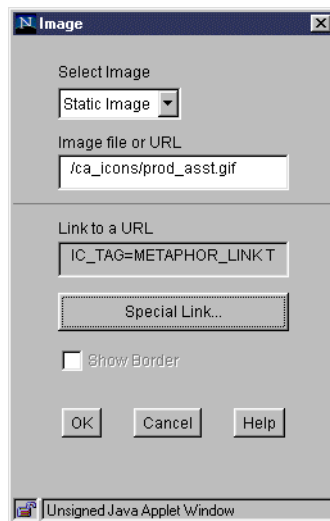 N Image X
Select Image
Static Image
Image file or URL
/ca_icons/prod_asst.gif
Link to a URL
IC_TAG=METAPHOR_LINK T
Special Link...
Show Border
OK Cancel Help
Unsigned Java Applet Window